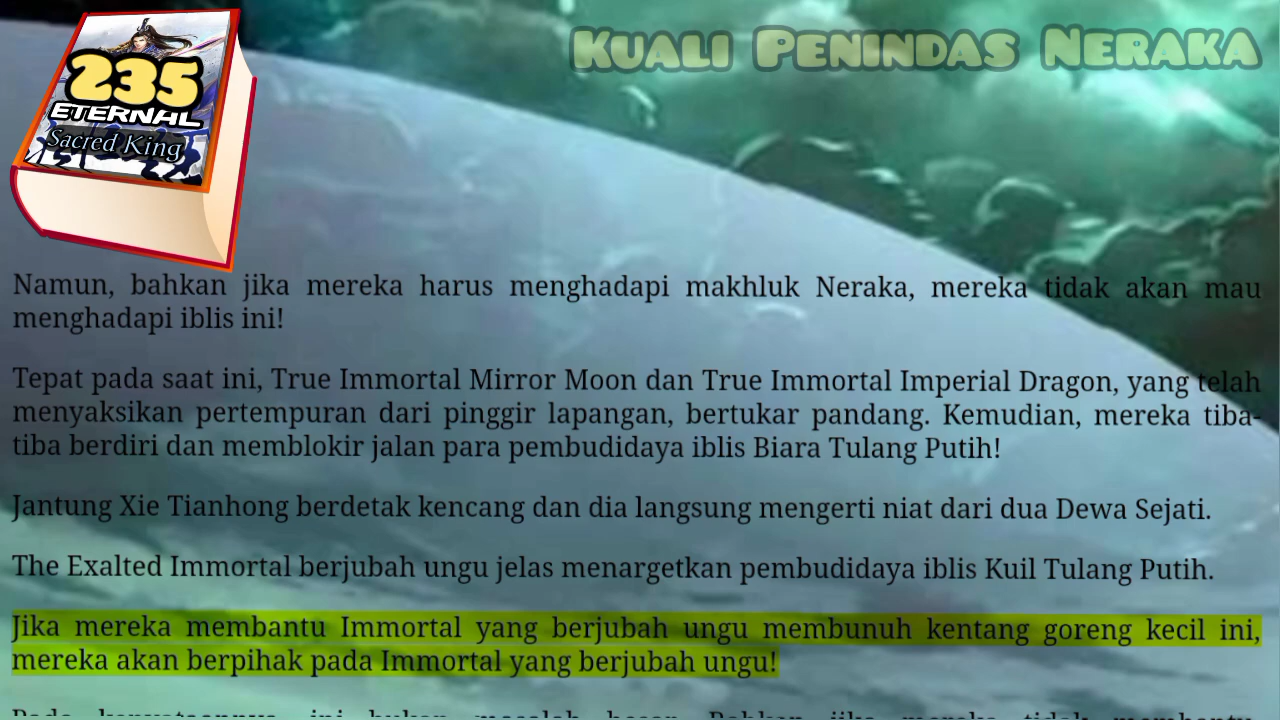 Kuali Penindas Neraka
235
ETERNAL
Sacred King
Namun, bahkan jika mereka harus menghadapi makhluk Neraka, mereka tidak akan mau
menghadapi iblis ini!
Tepat pada saat ini, True Immortal Mirror Moon dan True Immortal Imperial Dragon, yang telah
menyaksikan pertempuran dari pinggir lapangan, bertukar pandang. Kemudian, mereka tiba-
tiba berdiri dan memblokir jalan para pembudidaya iblis Biara Tulang Putih!
Jantung Xie Tianhong berdetak kencang dan dia langsung mengerti niat dari dua Dewa Sejati.
The Exalted Immortal berjubah ungu jelas menargetkan pembudidaya iblis Kuil Tulang Putih.
Jika mereka membantu Immortal yang berjubah ungu membunuh kentang goreng kecil ini,
mereka akan berpihak pada Immortal yang berjubah ungu!